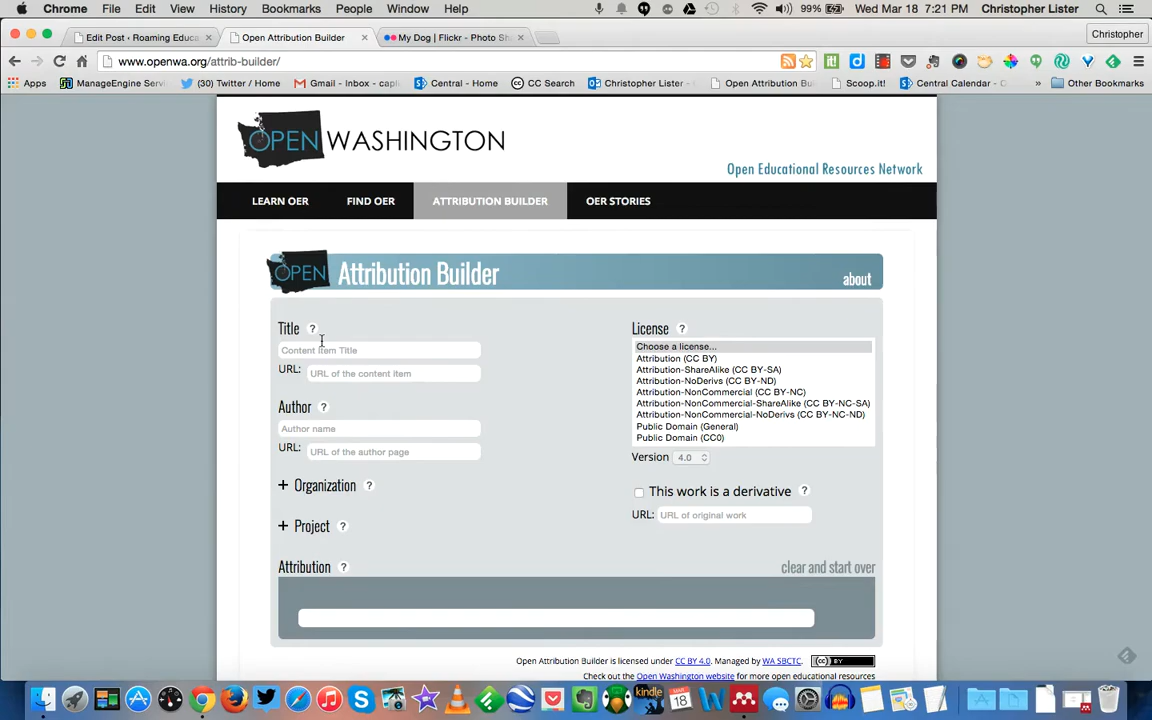 Chrome File Edit View History Bookmarks People Window Help 99% Wed Mar 18 7:21 PM Christopher Lister
Edit Post ‹ Roaming Educa × Open Attribution Builder × My Dog | Flickr - Photo Sh × Christopher
www.openwa.org/attrib-builder/
Apps ManageEngine Serv (30) Twitter / Home Gmail - Inbox - capli Central - Home CC Search Christopher Lister - Open Attribution Bu Scoop.it! Central Calendar - C » Other Bookmarks
OPEN WASHINGTON
Open Educational Resources Network
LEARN OER FIND OER ATTRIBUTION BUILDER OER STORIES
OPEN Attribution Builder about
Title ?
Content Item Title
URL: URL of the content item
Author ?
Author name
URL: URL of the author page
+ Organization ?
+ Project ?
License ?
Choose a license...
Attribution (CC BY)
Attribution-ShareAlike (CC BY-SA)
Attribution-NoDerivs (CC BY-ND)
Attribution-NonCommercial (CC BY-NC)
Attribution-NonCommercial-ShareAlike (CC BY-NC-SA)
Attribution-NonCommercial-NoDerivs (CC BY-NC-ND)
Public Domain (General)
Public Domain (CC0)
Version 4.0
This work is a derivative ?
URL: URL of original work
Attribution ? clear and start over
Open Attribution Builder is licensed under CC BY 4.0. Managed by WA SBCTC. (cc) BY
Check out the Open Washington website for more open educational resources
kindle
MAR
18